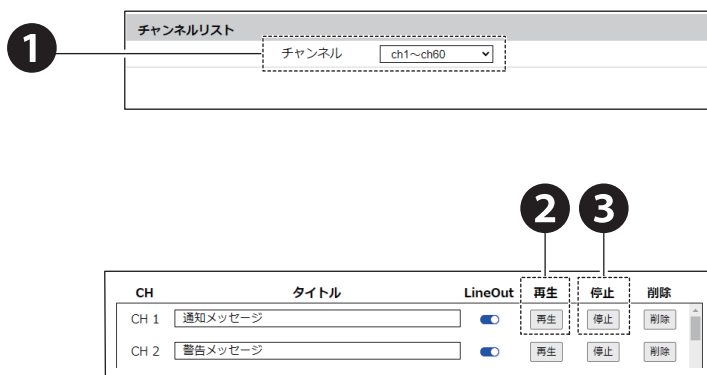 チャンネルリスト
1 チャンネル ch1～ch60
2 3
CH タイトル LineOut 再生 停止 削除
CH 1 通知メッセージ 再生 停止 削除
CH 2 警告メッセージ 再生 停止 削除